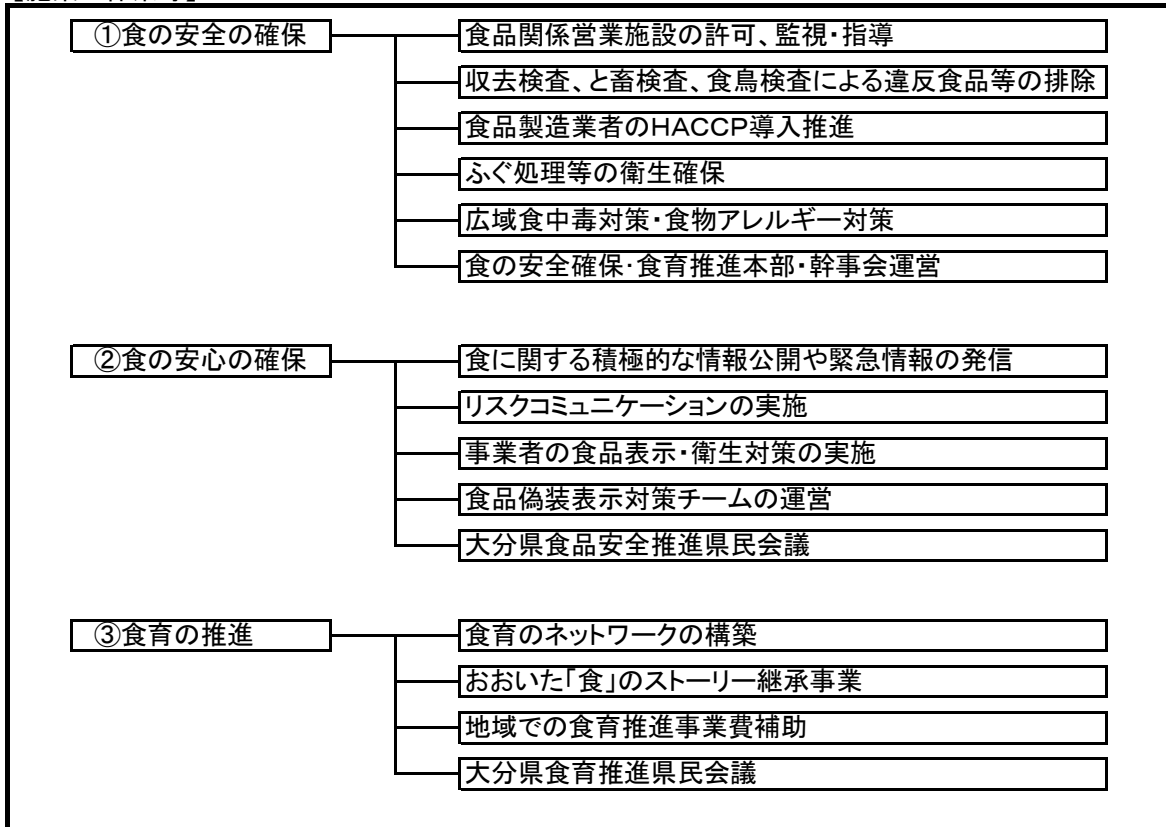 ①食の安全の確保
食品関係営業施設の許可、監視・指導
収去検査、と畜検査、食鳥検査による違反食品等の排除
食品製造業者のHACCP導入推進
ふぐ処理等の衛生確保
広域食中毒対策・食物アレルギー対策
食の安全確保・食育推進本部・幹事会運営
②食の安心の確保
食に関する積極的な情報公開や緊急情報の発信
リスクコミュニケーションの実施
事業者の食品表示・衛生対策の実施
食品偽装表示対策チームの運営
大分県食品安全推進県民会議
③食育の推進
食育のネットワークの構築
おおいた「食」のストーリー継承事業
地域での食育推進事業費補助
大分県食育推進県民会議